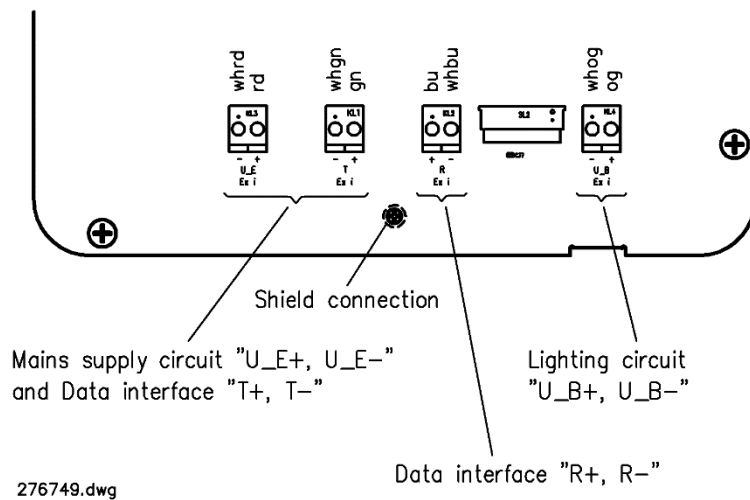 whrd
rd
whgn
gn
bu
whbu
whog
og
KL3
KL1
KL2
SL2
KL4
- +
U_E
Ex i
- +
T
Ex i
+ -
R
Ex i
- +
U_B
Ex i
Shield connection
Mains supply circuit "U_E+, U_E-"
and Data interface "T+, T-"
Lighting circuit
"U_B+, U_B-"
Data interface "R+, R-"
276749.dwg